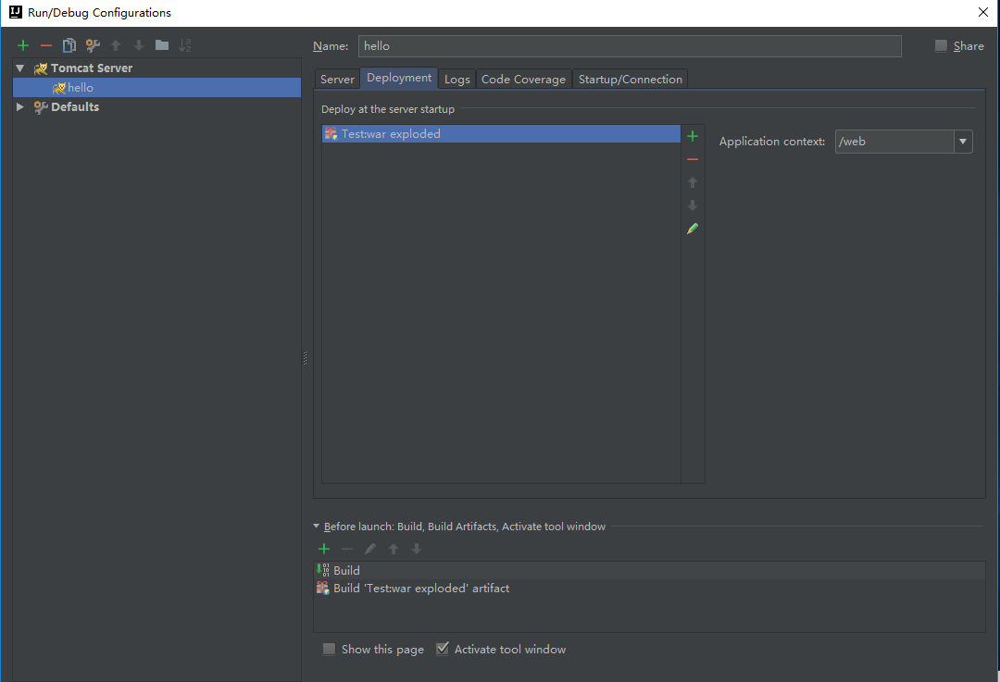 Run/Debug Configurations
Name: hello Share
Tomcat Server
hello
Defaults
Server Deployment Logs Code Coverage Startup/Connection
Deploy at the server startup
Test:war exploded
Application context: /web
Before launch: Build, Build Artifacts, Activate tool window
Build
Build 'Test:war exploded' artifact
Show this page Activate tool window